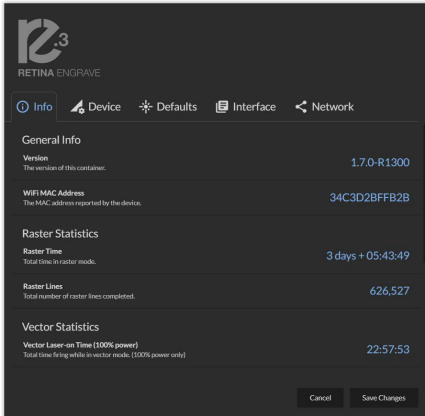 re.3
RETINA ENGRAVE
Info Device Defaults Interface Network
General Info
Version
The version of this container.
1.7.0-R1300
WiFi MAC Address
The MAC address reported by the device.
34C3D2BFFB2B
Raster Statistics
Raster Time
Total time in raster mode.
3 days + 05:43:49
Raster Lines
Total number of raster lines completed.
626,527
Vector Statistics
Vector Laser-on Time (100% power)
Total time firing while in vector mode. (100% power only)
22:57:53
Cancel Save Changes